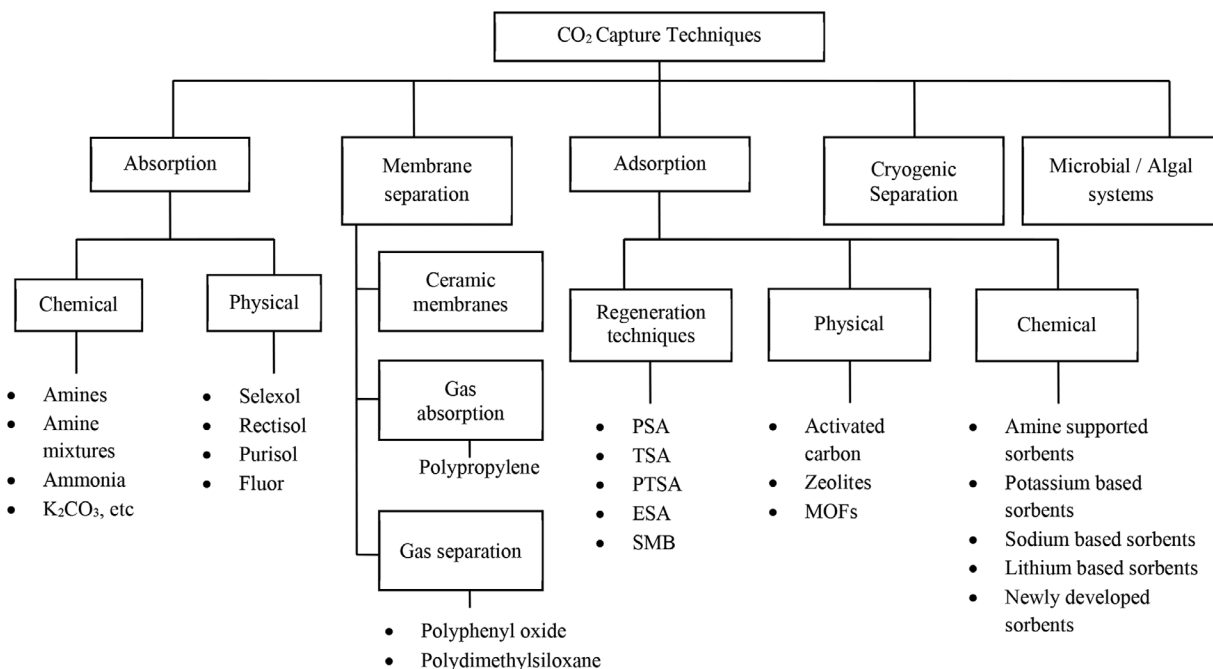 CO₂ Capture Techniques
Absorption
Membrane
separation
Adsorption
Cryogenic
Separation
Microbial / Algal
systems
Chemical
Physical
Ceramic
membranes
Regeneration
techniques
Physical
Chemical
• Amines
• Amine
mixtures
• Ammonia
• K₂CO₃, etc
• Selexol
• Rectisol
• Purisol
• Fluor
Gas
absorption
Polypropylene
Gas separation
• Polyphenyl oxide
• Polydimethylsiloxane
• PSA
• TSA
• PTSA
• ESA
• SMB
• Activated
carbon
• Zeolites
• MOFs
• Amine supported
sorbents
• Potassium based
sorbents
• Sodium based sorbents
• Lithium based sorbents
• Newly developed
sorbents